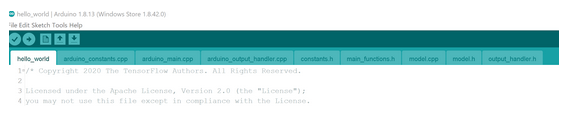 hello_world | Arduino 1.8.13 (Windows Store 1.8.42.0)
File Edit Sketch Tools Help
hello_world arduino_constants.cpp arduino_main.cpp arduino_output_handler.cpp constants.h main_functions.h model.cpp model.h output_handler.h
1 /* Copyright 2020 The TensorFlow Authors. All Rights Reserved.
2
3 Licensed under the Apache License, Version 2.0 (the "License");
4 you may not use this file except in compliance with the License.